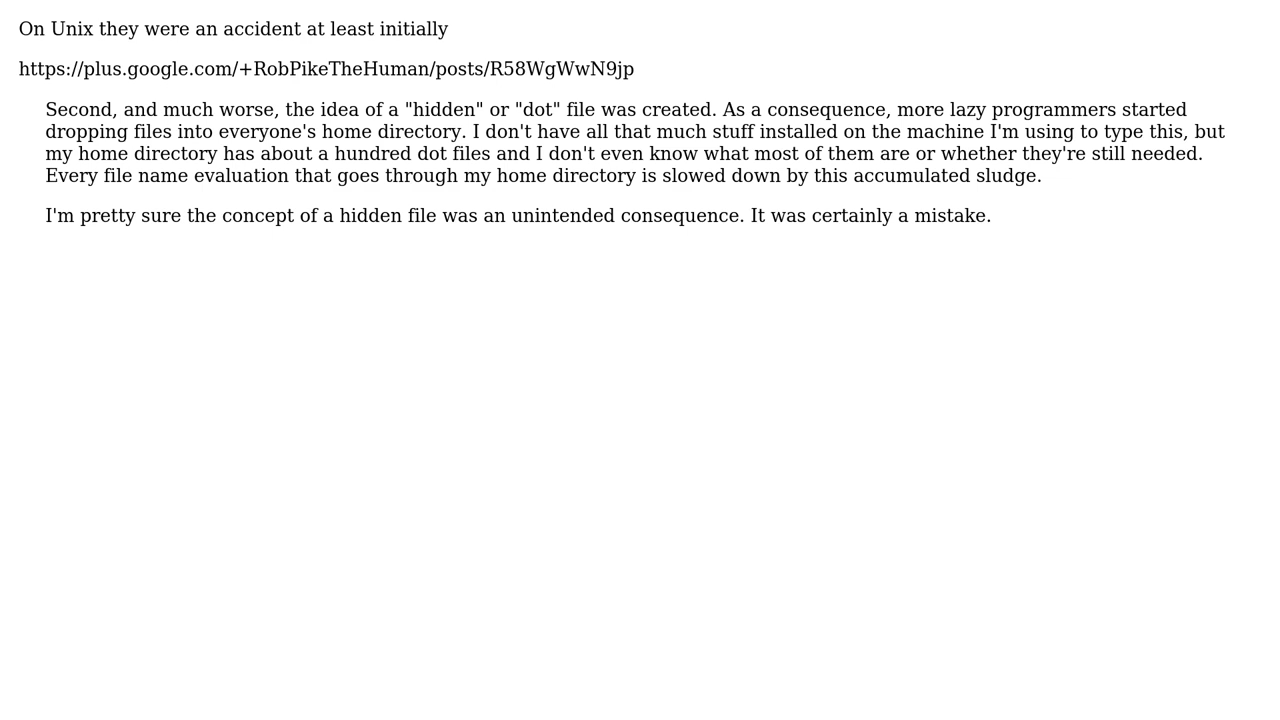 On Unix they were an accident at least initially
https://plus.google.com/+RobPikeTheHuman/posts/R58WgWwN9jp
Second, and much worse, the idea of a "hidden" or "dot" file was created. As a consequence, more lazy programmers started
dropping files into everyone's home directory. I don't have all that much stuff installed on the machine I'm using to type this, but
my home directory has about a hundred dot files and I don't even know what most of them are or whether they're still needed.
Every file name evaluation that goes through my home directory is slowed down by this accumulated sludge.
I'm pretty sure the concept of a hidden file was an unintended consequence. It was certainly a mistake.